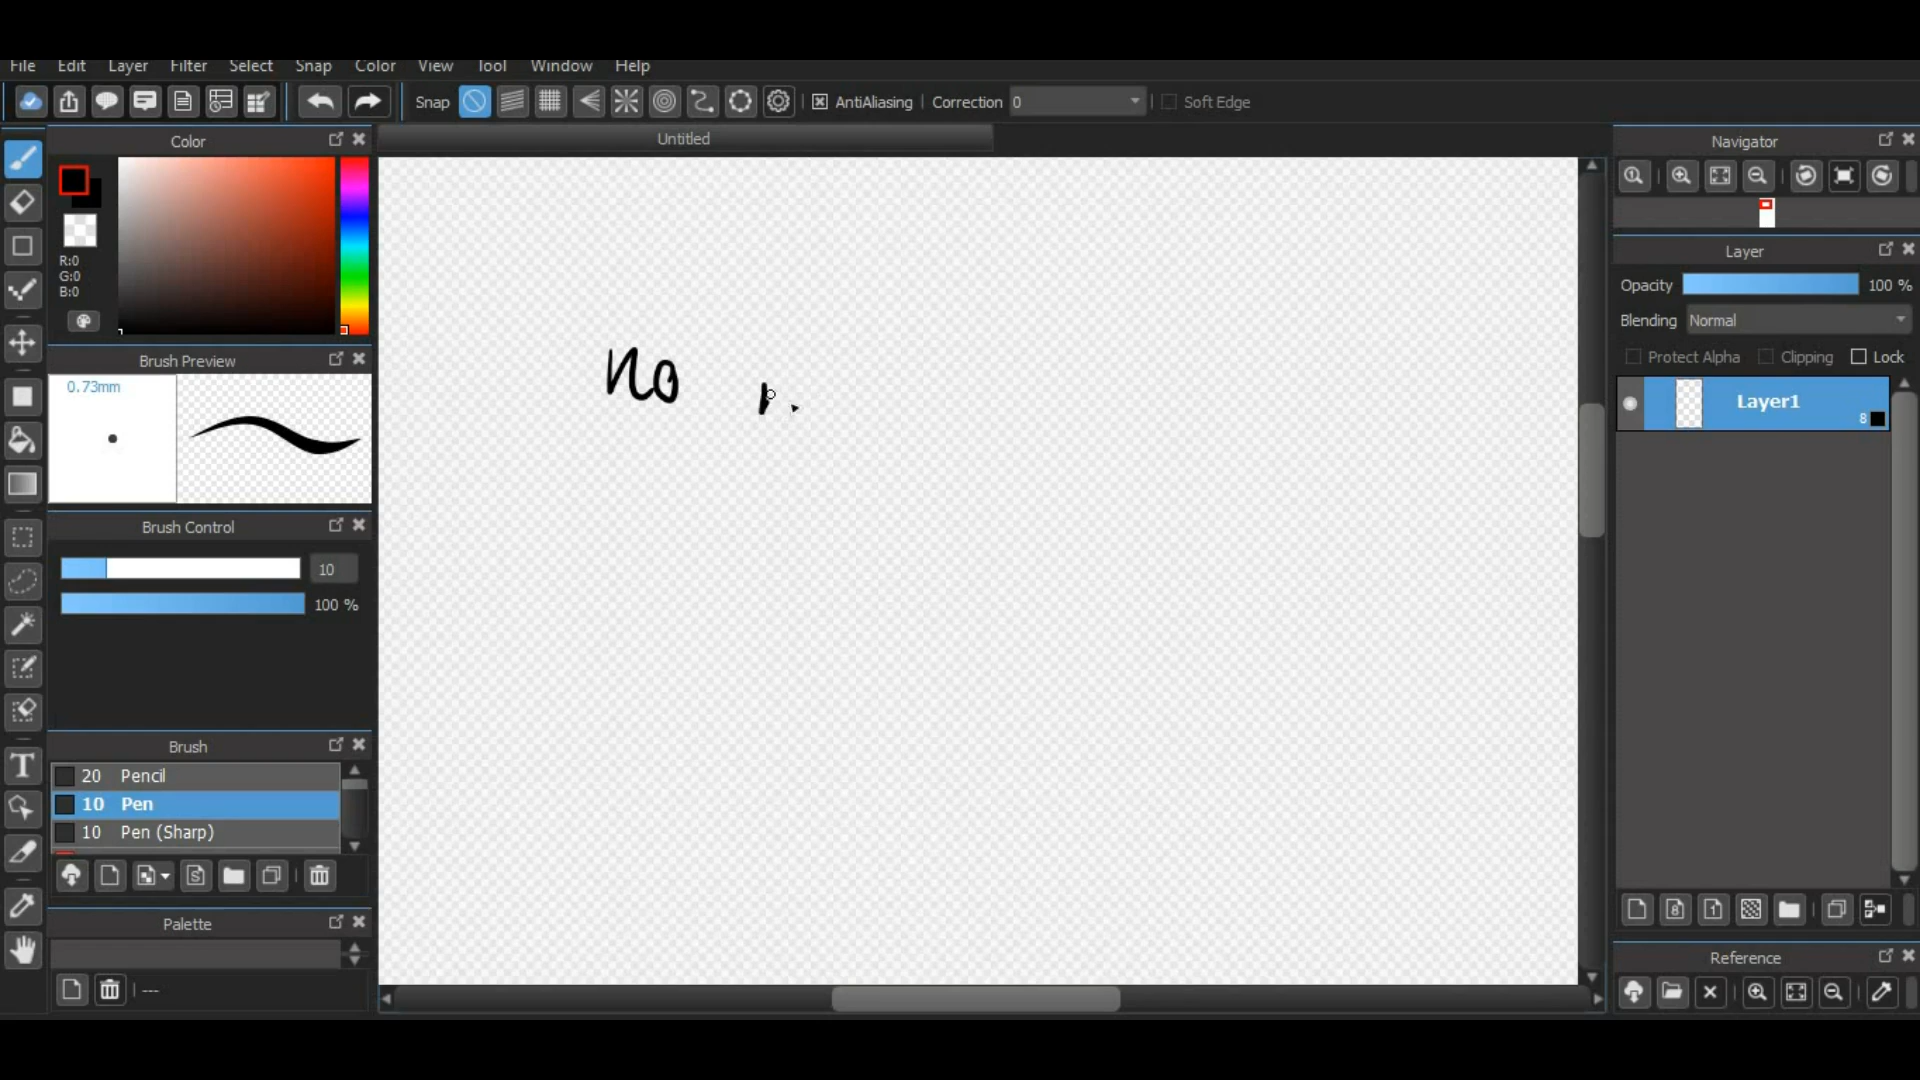 File Edit Layer Filter Select Snap Color View Tool Window Help
Snap AntiAliasing Correction 0 Soft Edge
Color
Untitled
Navigator
R:0
G:0
B:0
Layer
Opacity 100 %
Blending Normal
Protect Alpha Clipping Lock
Brush Preview
0.73mm
No
Layer1
8
Brush Control
10
100 %
Brush
20 Pencil
10 Pen
10 Pen (Sharp)
Palette
---
Reference